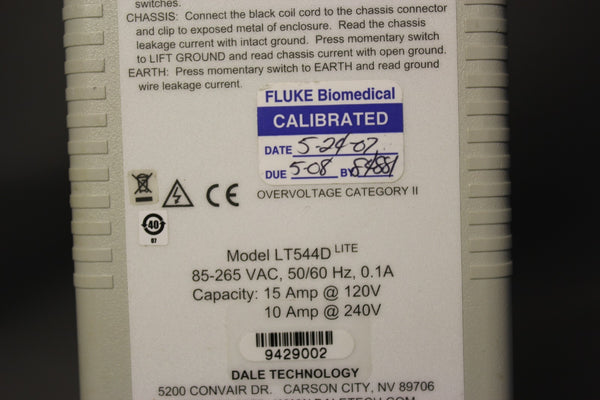 switches.
CHASSIS: Connect the black coil cord to the chassis connector
and clip to exposed metal of enclosure. Read the chassis
leakage current with intact ground. Press momentary switch
to LIFT GROUND and read chassis current with open ground.
EARTH: Press momentary switch to EARTH and read ground
wire leakage current.
FLUKE Biomedical
CALIBRATED
DATE 5-24-07
DUE 5-08 BY
CE
OVERVOLTAGE CATEGORY II
40
07
Model LT544D LITE
85-265 VAC, 50/60 Hz, 0.1A
Capacity: 15 Amp @ 120V
10 Amp @ 240V
9429002
DALE TECHNOLOGY
5200 CONVAIR DR. CARSON CITY, NV 89706